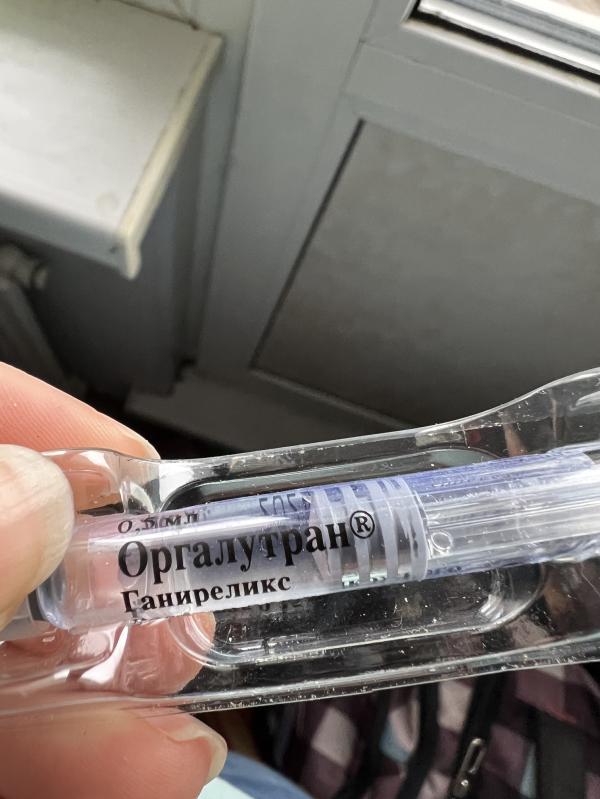 0,5 мл
Оргалутран®
Ганиреликс